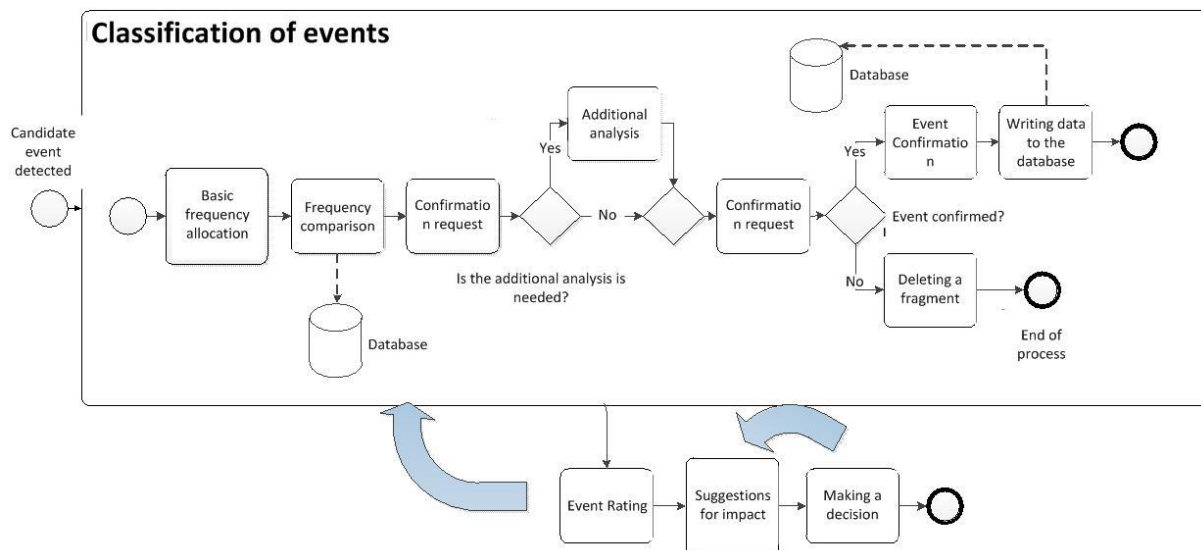 Classification of events
Candidate
event
detected
Basic
frequency
allocation
Frequency
comparison
Database
Confirmatio
n request
Is the additional analysis is
needed?
Yes
No
Additional
analysis
Confirmatio
n request
Event confirmed?
Yes
No
Event
Confirmatio
n
Writing data
to the
database
Database
Deleting a
fragment
End of
process
Event Rating
Suggestions
for impact
Making a
decision